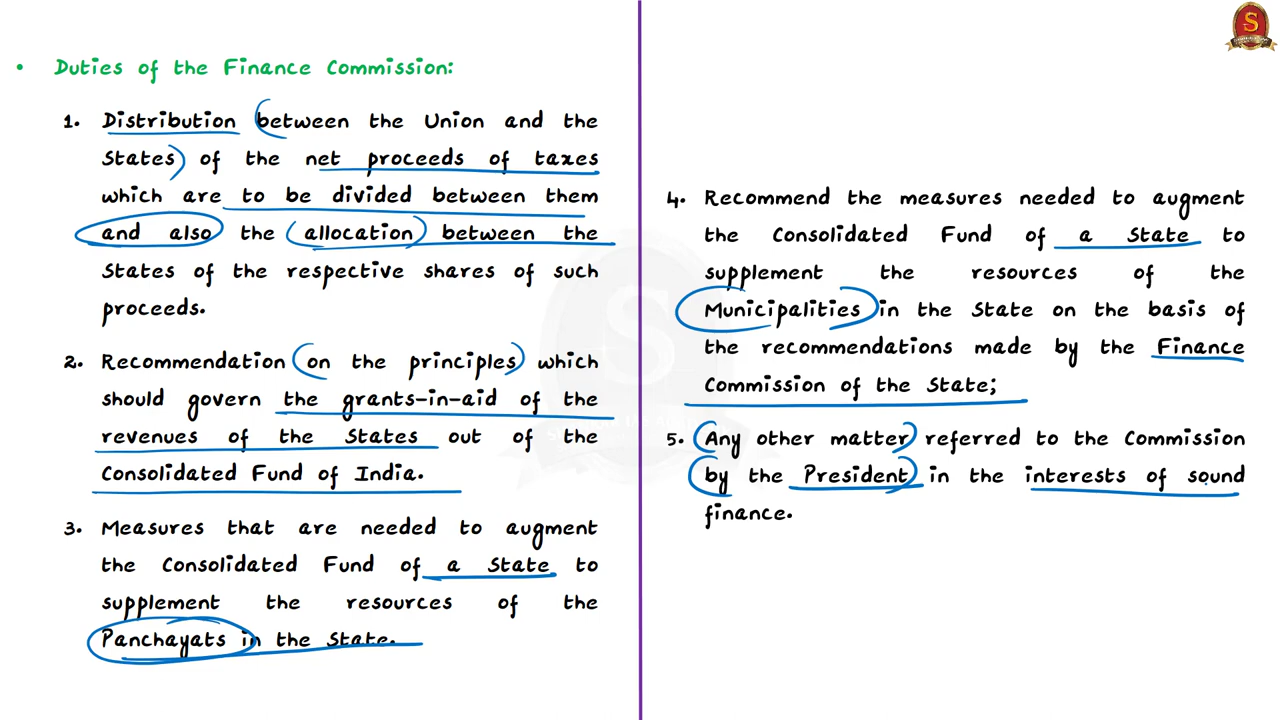 • Duties of the Finance Commission:
1. Distribution between the Union and the
States of the net proceeds of taxes
which are to be divided between them
and also the allocation between the
States of the respective shares of such
proceeds.
2. Recommendation on the principles which
should govern the grants-in-aid of the
revenues of the States out of the
Consolidated Fund of India.
3. Measures that are needed to augment
the Consolidated Fund of a State to
supplement the resources of the
Panchayats in the State.
4. Recommend the measures needed to augment
the Consolidated Fund of a State to
supplement the resources of the
Municipalities in the State on the basis of
the recommendations made by the Finance
Commission of the State;
5. Any other matter referred to the Commission
by the President in the interests of sound
finance.
S